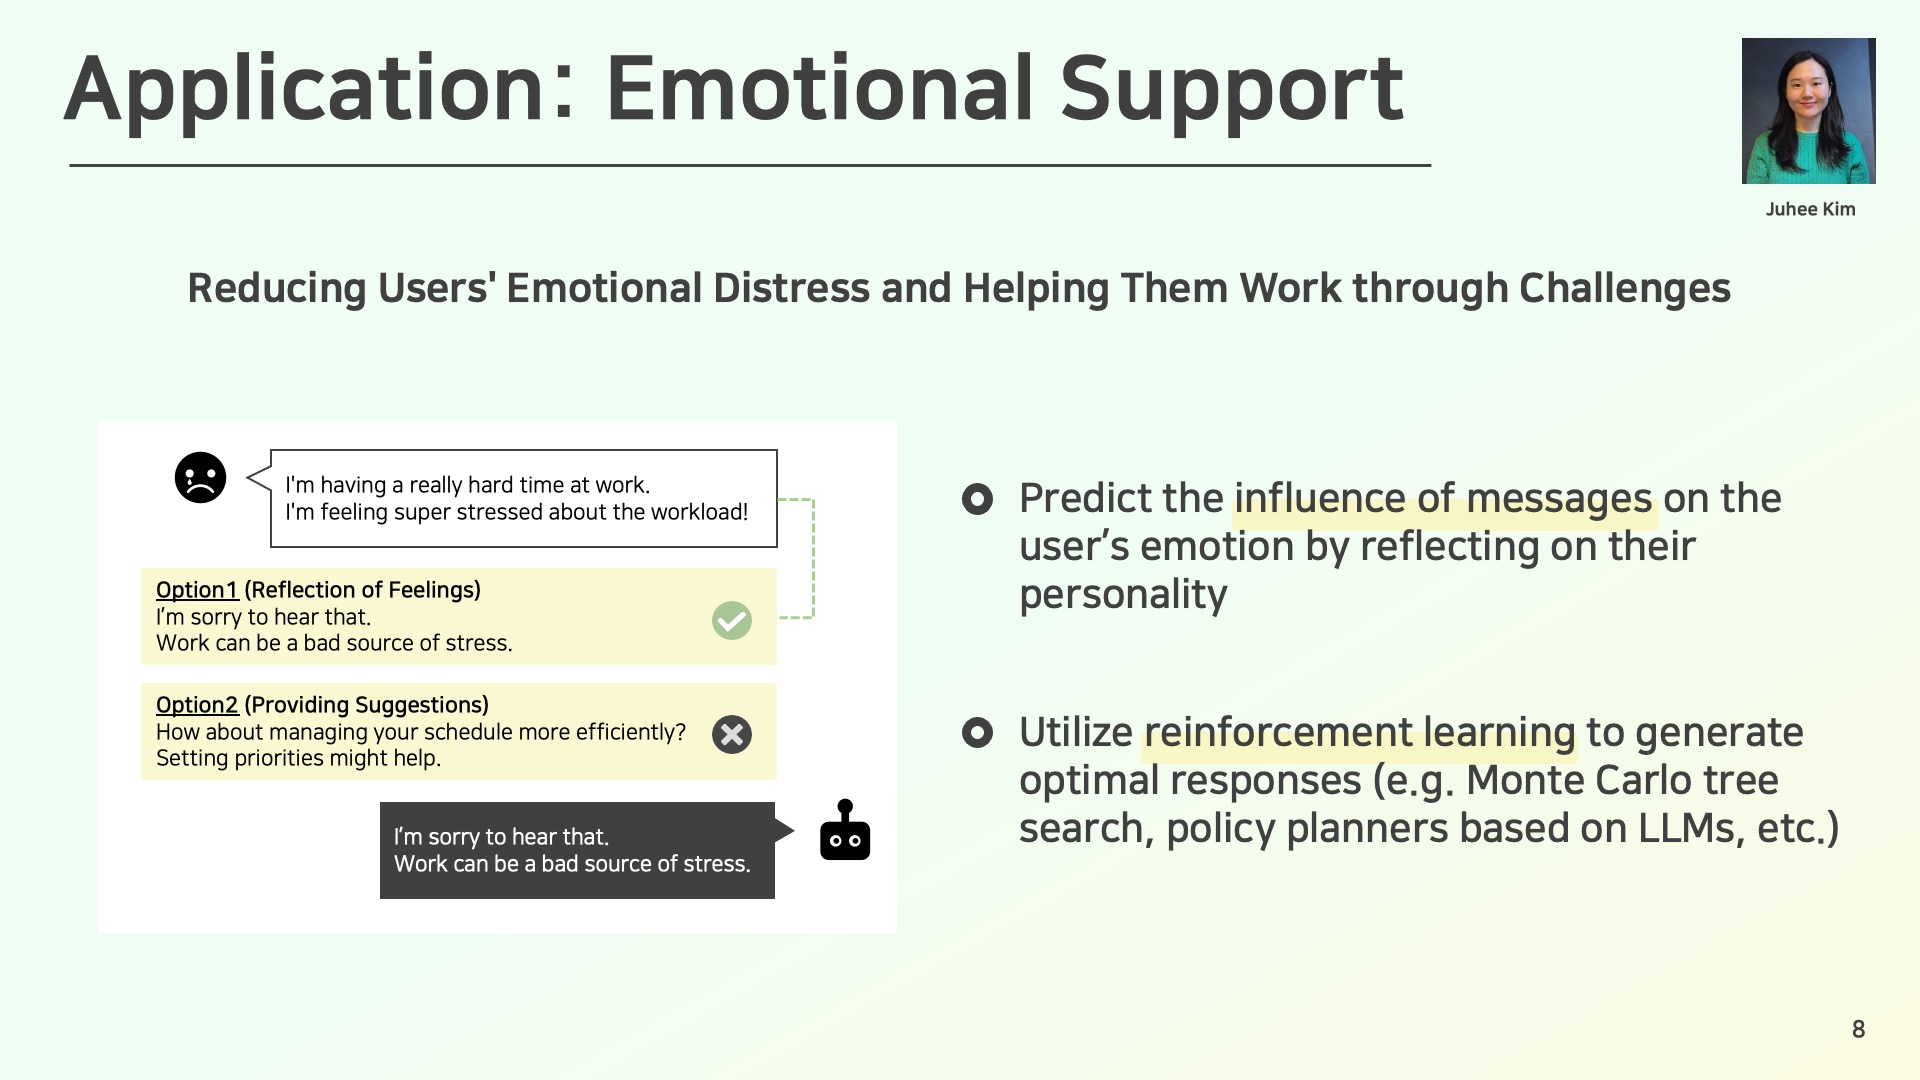 Application: Emotional Support
Juhee Kim
Reducing Users' Emotional Distress and Helping Them Work through Challenges
I'm having a really hard time at work.
I'm feeling super stressed about the workload!
Option1 (Reflection of Feelings)
I’m sorry to hear that.
Work can be a bad source of stress.
Option2 (Providing Suggestions)
How about managing your schedule more efficiently?
Setting priorities might help.
I’m sorry to hear that.
Work can be a bad source of stress.
Predict the influence of messages on the
user’s emotion by reflecting on their
personality
Utilize reinforcement learning to generate
optimal responses (e.g. Monte Carlo tree
search, policy planners based on LLMs, etc.)
8